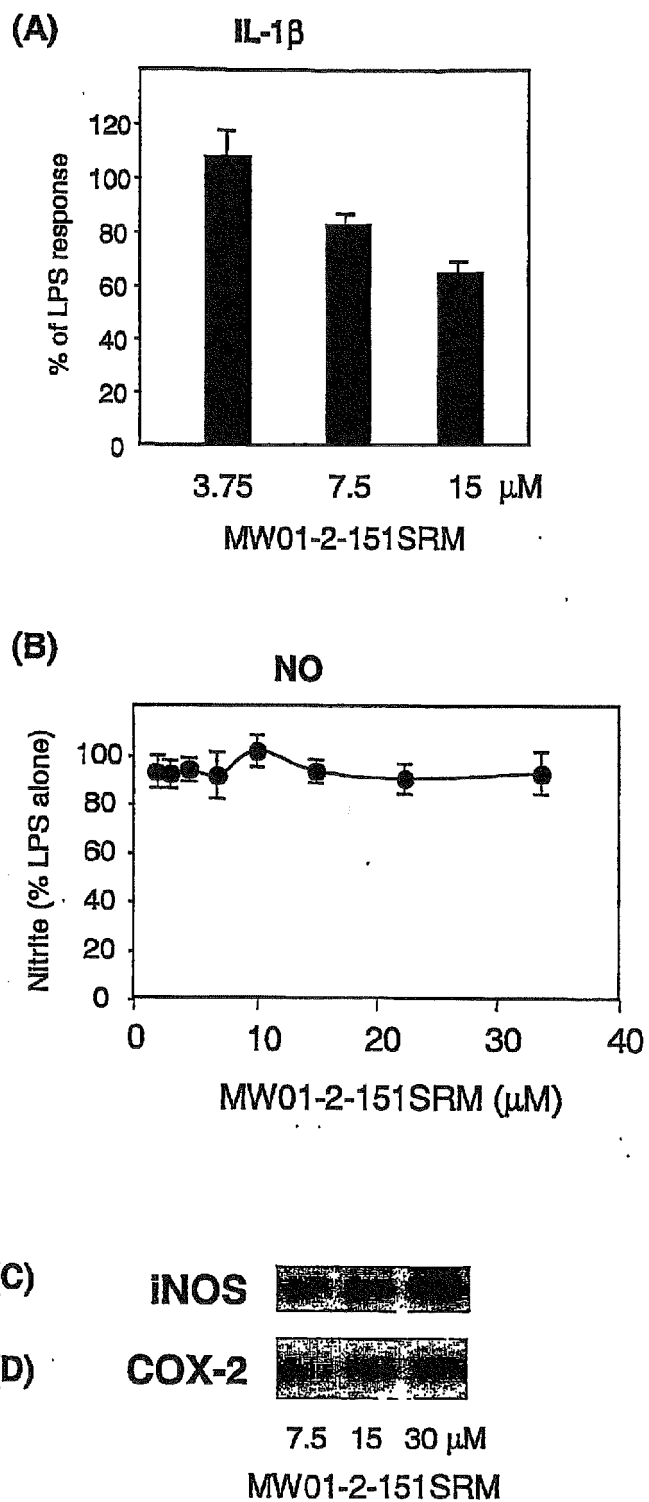 (A)
IL-1β
% of LPS response
120
100
80
60
40
20
0
3.75 7.5 15 μM
MW01-2-151SRM
(B)
NO
Nitrite (% LPS alone)
100
80
60
40
20
0
0 10 20 30 40
MW01-2-151SRM (μM)
C)
iNOS
D)
COX-2
7.5 15 30 μM
MW01-2-151SRM